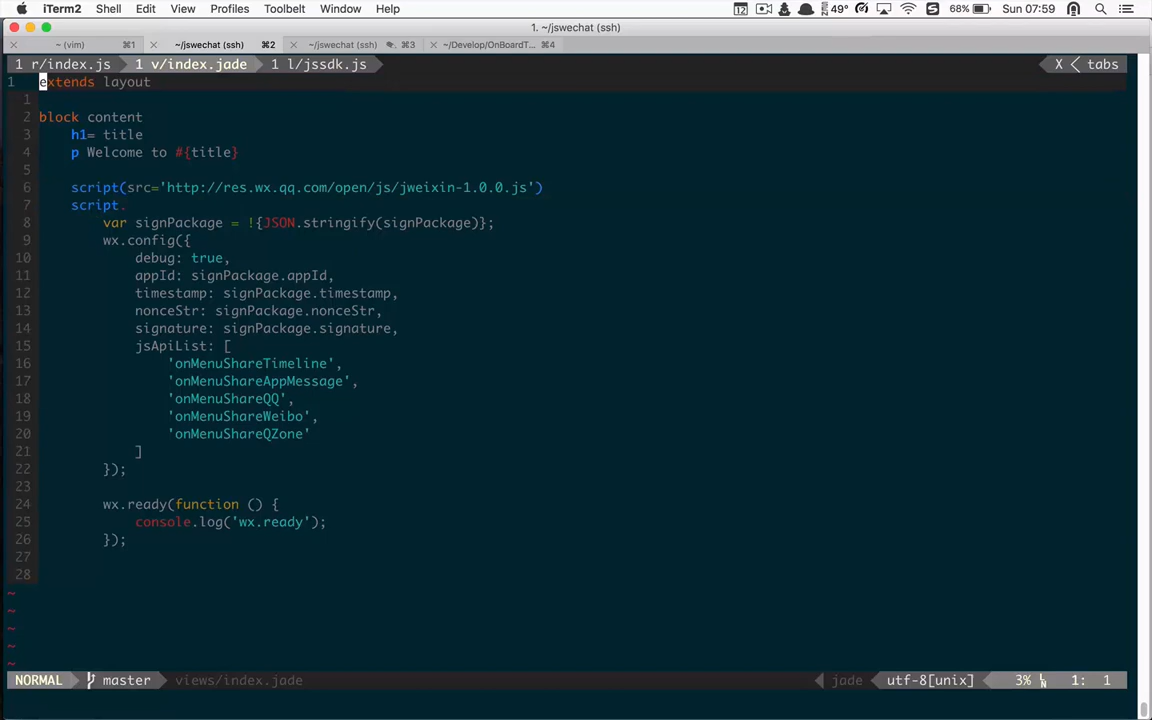 iTerm2 Shell Edit View Profiles Toolbelt Window Help 12 49° 68% Sun 07:59
1. ~/jswechat (ssh)
~ (vim) ⌘1 ~/jswechat (ssh) ⌘2 ~/jswechat (ssh) ⌘3 ~/Develop/OnBoardT... ⌘4
1 r/index.js 1 v/index.jade 1 l/jssdk.js X tabs
1 extends layout
1
2 block content
3 h1= title
4 p Welcome to #{title}
5
6 script(src='http://res.wx.qq.com/open/js/jweixin-1.0.0.js')
7 script.
8 var signPackage = !{JSON.stringify(signPackage)};
9 wx.config({
10 debug: true,
11 appId: signPackage.appId,
12 timestamp: signPackage.timestamp,
13 nonceStr: signPackage.nonceStr,
14 signature: signPackage.signature,
15 jsApiList: [
16 'onMenuShareTimeline',
17 'onMenuShareAppMessage',
18 'onMenuShareQQ',
19 'onMenuShareWeibo',
20 'onMenuShareQZone'
21 ]
22 });
23
24 wx.ready(function () {
25 console.log('wx.ready');
26 });
27
28
~
~
~
~
~
NORMAL master views/index.jade jade utf-8[unix] 3% 1: 1